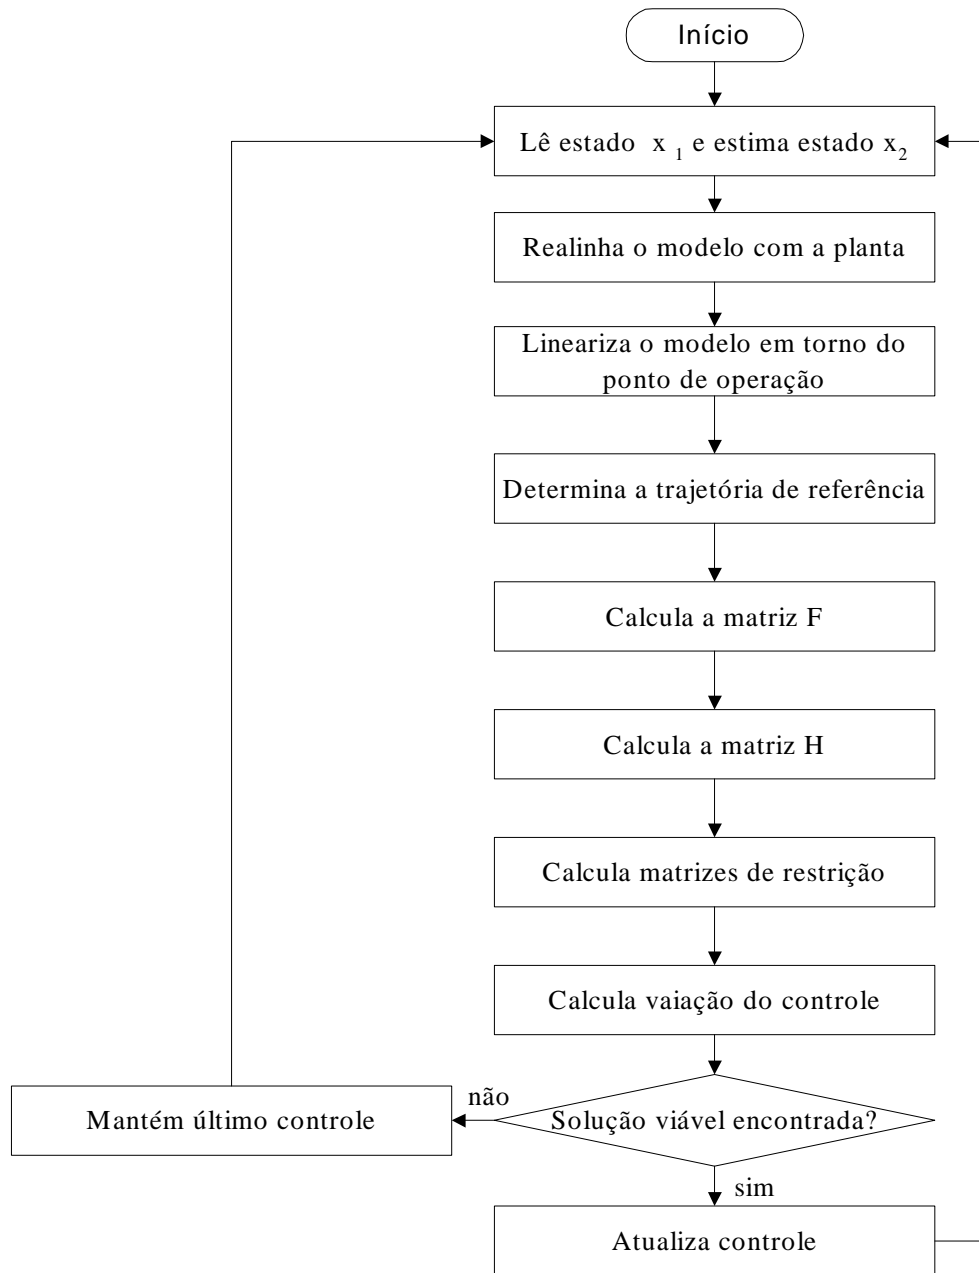 Início
Lê estado x 1 e estima estado x2
Realinha o modelo com a planta
Lineariza o modelo em torno do
ponto de operação
Determina a trajetória de referência
Calcula a matriz F
Calcula a matriz H
Calcula matrizes de restrição
Calcula vaiação do controle
não
Mantém último controle
Solução viável encontrada?
sim
Atualiza controle